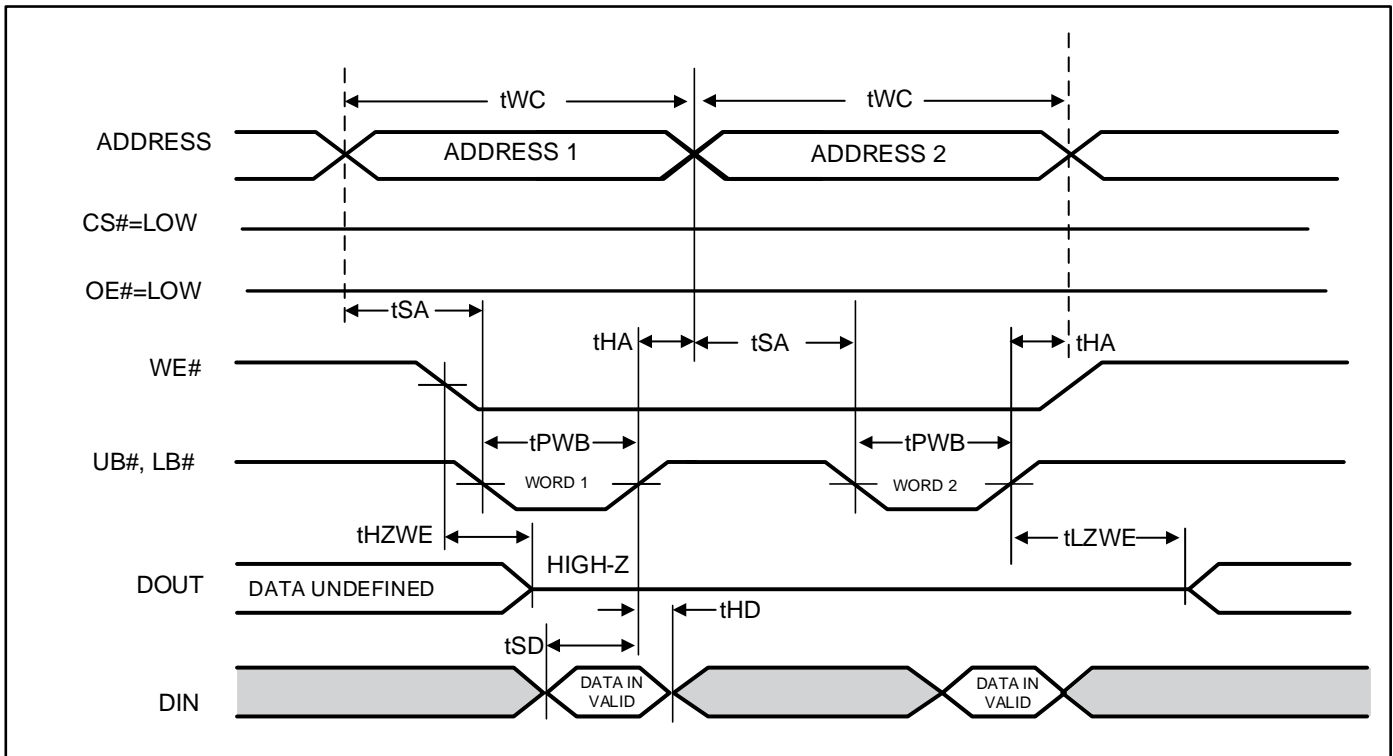 tWC tWC
ADDRESS ADDRESS 1 ADDRESS 2
CS#=LOW
OE#=LOW
tSA tHA tSA tHA
WE#
tPWB tPWB
UB#, LB# WORD 1 WORD 2
tHZWE tLZWE
HIGH-Z
DOUT DATA UNDEFINED
tHD
tSD
DIN DATA IN VALID DATA IN VALID